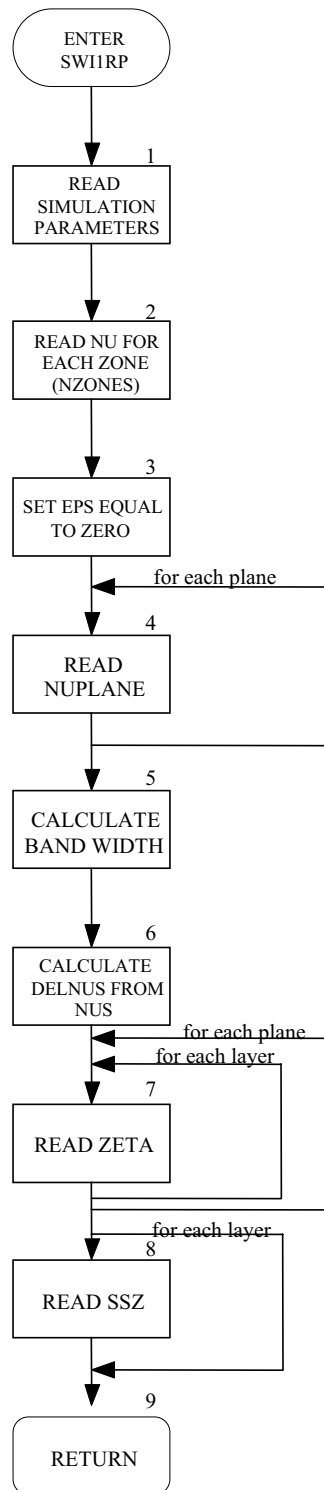 ENTER
SWI1RP
1
READ
SIMULATION
PARAMETERS
2
READ NU FOR
EACH ZONE
(NZONES)
3
SET EPS EQUAL
TO ZERO
for each plane
4
READ
NUPLANE
5
CALCULATE
BAND WIDTH
6
CALCULATE
DELNUS FROM
NUS
for each plane
for each layer
7
READ ZETA
for each layer
8
READ SSZ
9
RETURN